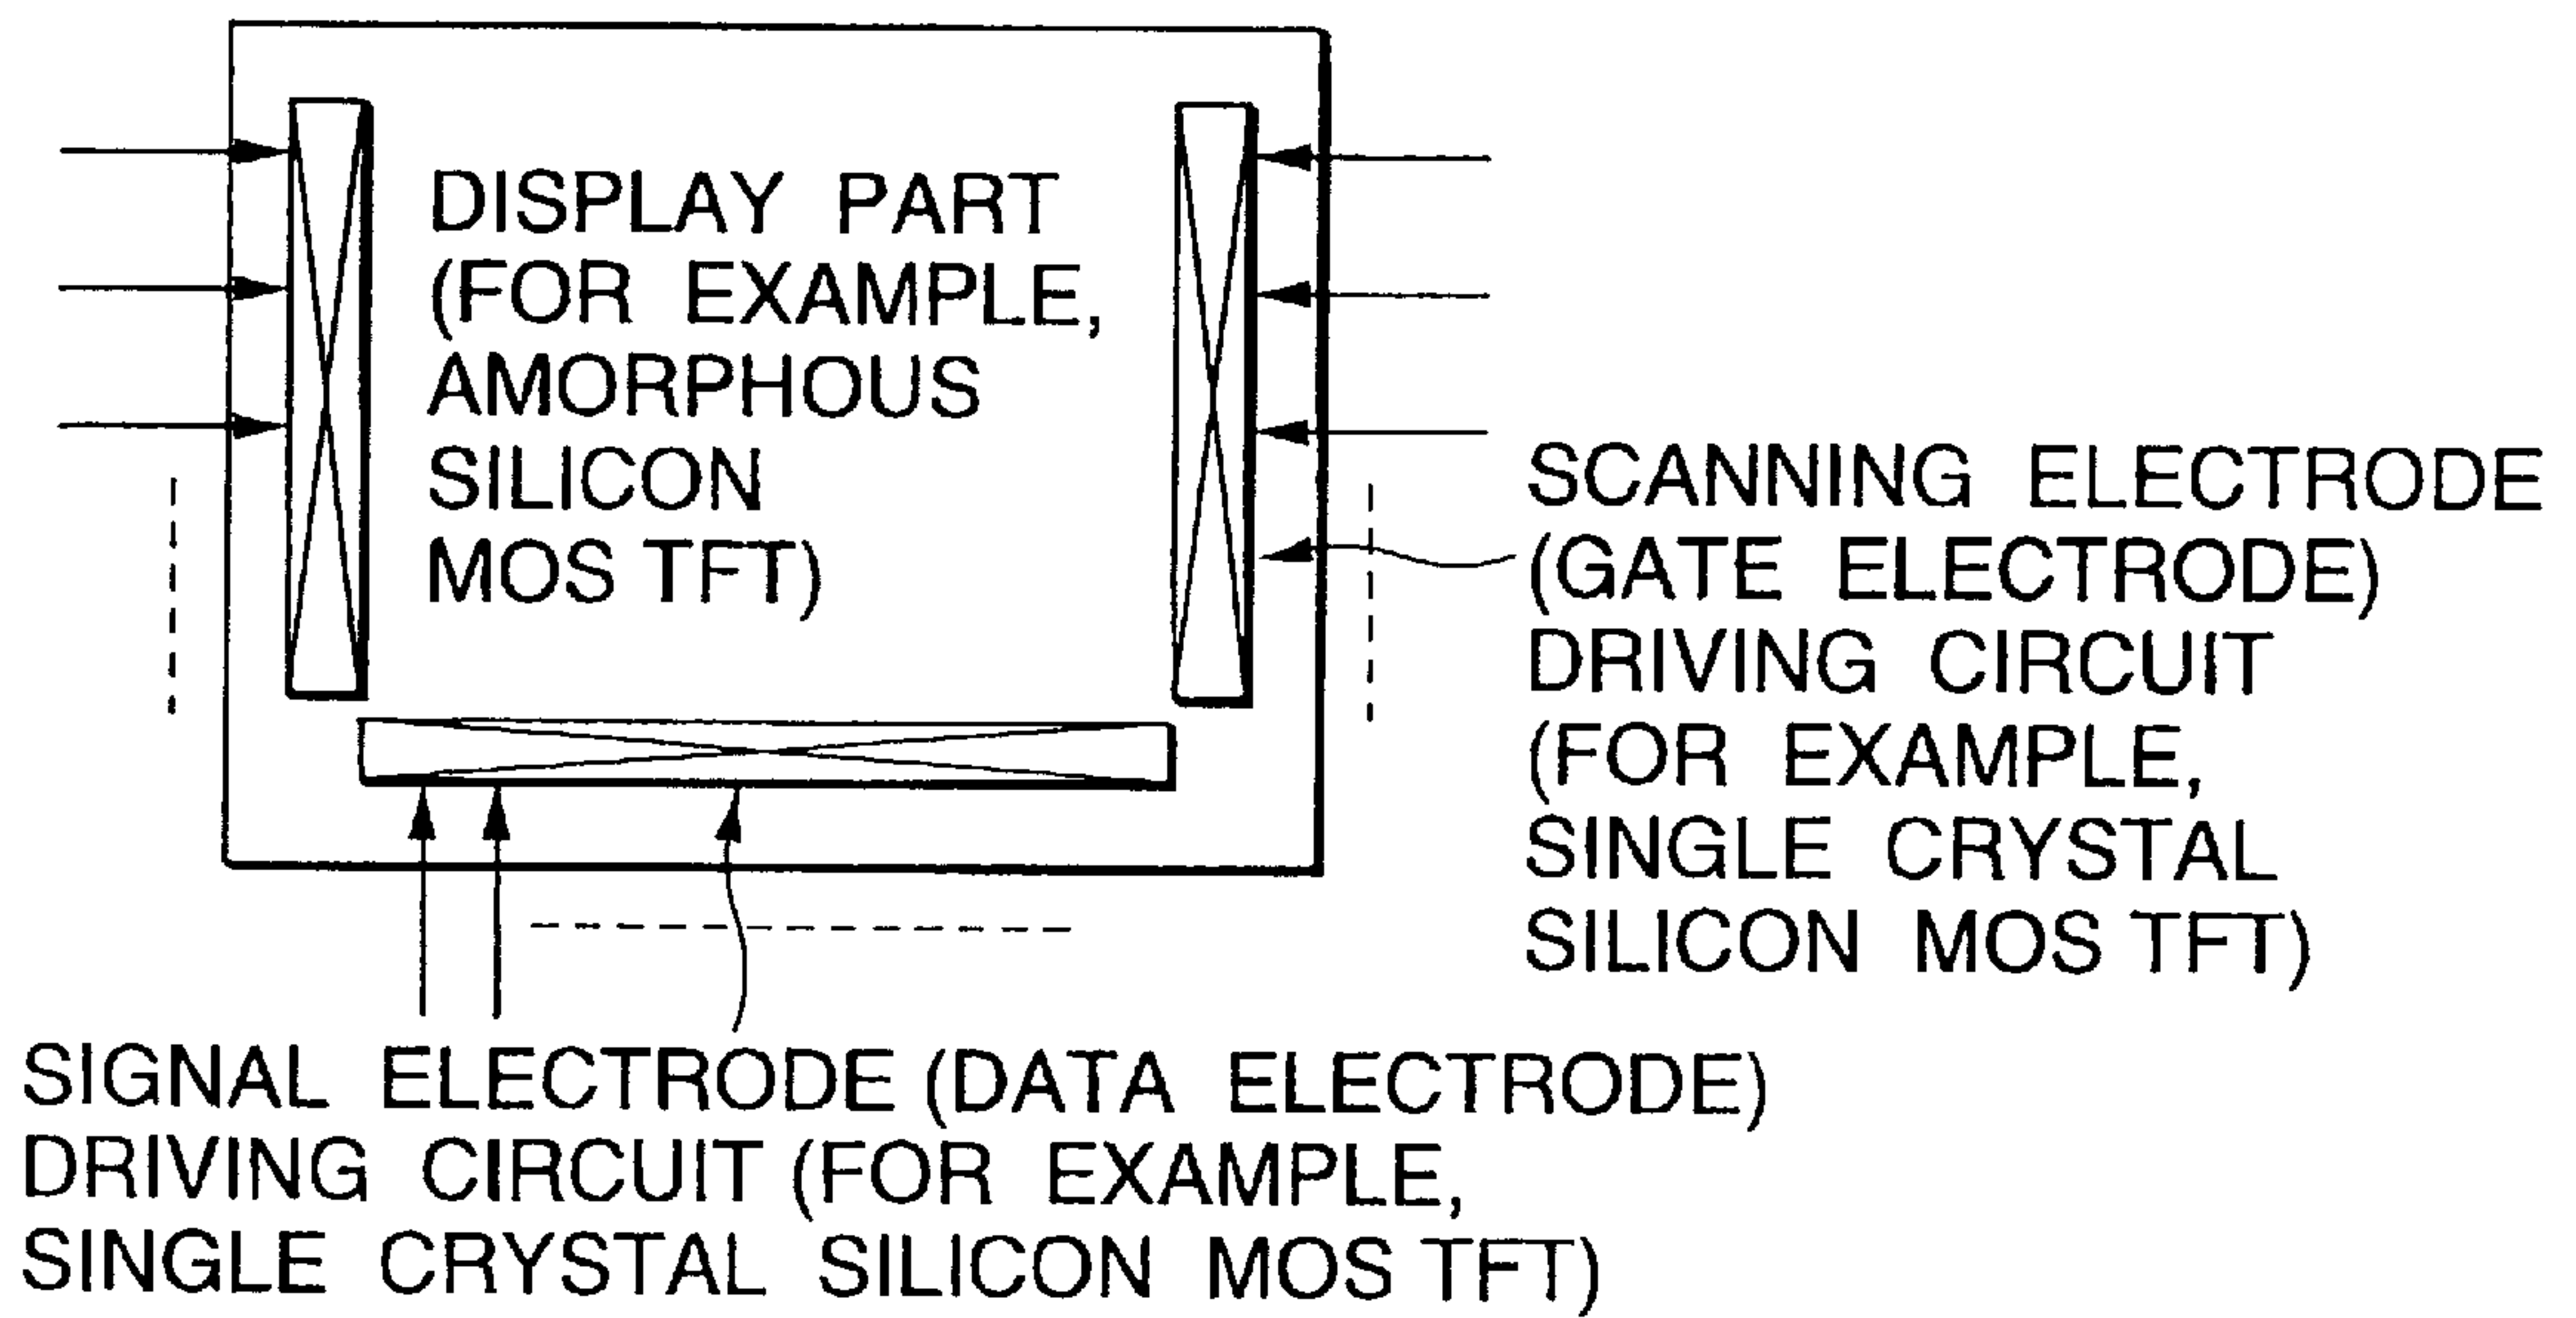 DISPLAY PART
(FOR EXAMPLE,
AMORPHOUS
SILICON
MOS TFT)
SCANNING ELECTRODE
(GATE ELECTRODE)
DRIVING CIRCUIT
(FOR EXAMPLE,
SINGLE CRYSTAL
SILICON MOS TFT)
SIGNAL ELECTRODE (DATA ELECTRODE)
DRIVING CIRCUIT (FOR EXAMPLE,
SINGLE CRYSTAL SILICON MOS TFT)